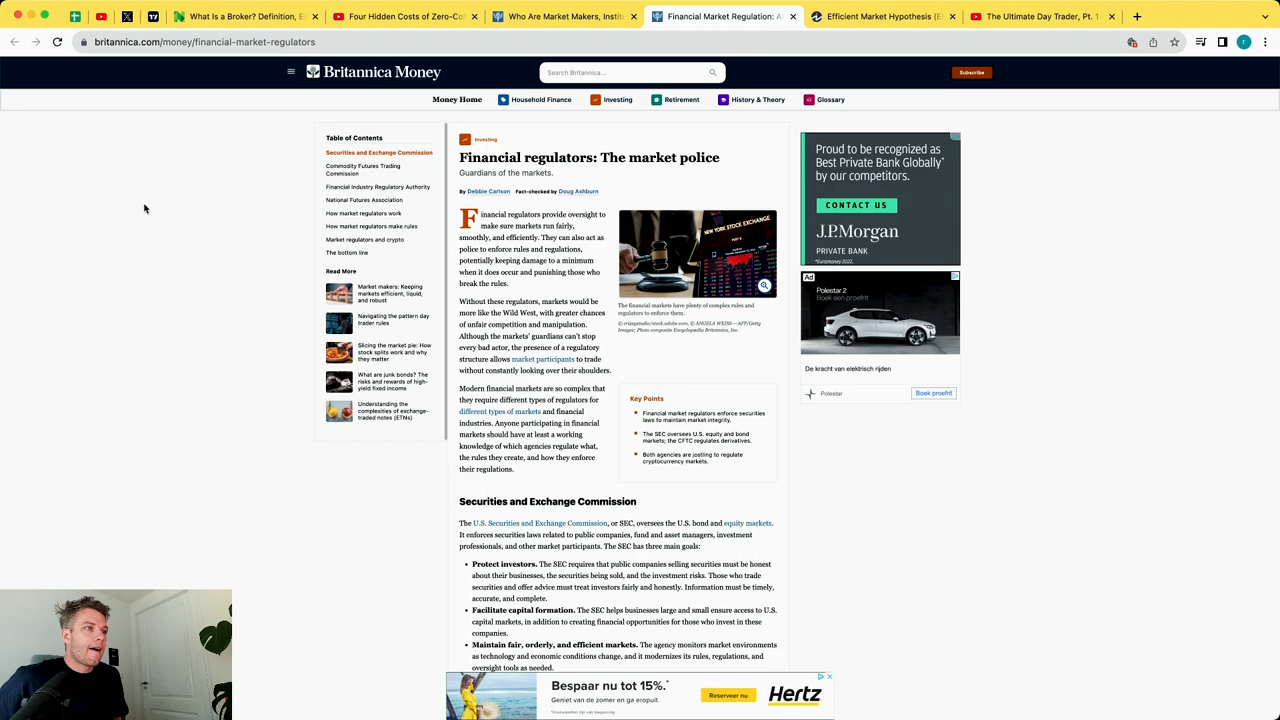 What Is a Broker? Definition, E
Four Hidden Costs of Zero-Co
Who Are Market Makers, Instit
Financial Market Regulation: A
Efficient Market Hypothesis (E
The Ultimate Day Trader, Pt. 1
britannica.com/money/financial-market-regulators
Britannica Money
Search Britannica...
Subscribe
Money Home
Household Finance
Investing
Retirement
History & Theory
Glossary
Table of Contents
Securities and Exchange Commission
Commodity Futures Trading
Commission
Financial Industry Regulatory Authority
National Futures Association
How market regulators work
How market regulators make rules
Market regulators and crypto
The bottom line
Read More
Market makers: Keeping
markets efficient, liquid,
and robust
Navigating the pattern day
trader rules
Slicing the market pie: How
stock splits work and why
they matter
What are junk bonds? The
risks and rewards of high-
yield fixed income
Understanding the
complexities of exchange-
traded notes (ETNs)
Investing
Financial regulators: The market police
Guardians of the markets.
By Debbie Carlson Fact-checked by Doug Ashburn
Financial regulators provide oversight to
make sure markets run fairly,
smoothly, and efficiently. They can also act as
police to enforce rules and regulations,
potentially keeping damage to a minimum
when it does occur and punishing those who
break the rules.
Without these regulators, markets would be
more like the Wild West, with greater chances
of unfair competition and manipulation.
Although the markets' guardians can't stop
every bad actor, the presence of a regulatory
structure allows market participants to trade
without constantly looking over their shoulders.
Modern financial markets are so complex that
they require different types of regulators for
different types of markets and financial
industries. Anyone participating in financial
markets should have at least a working
knowledge of which agencies regulate what,
the rules they create, and how they enforce
their regulations.
NEW YORK STOCK EXCHANGE
The financial markets have plenty of complex rules and
regulators to enforce them.
© crizzystudio/stock.adobe.com, © ANGELA WEISS—AFP/Getty
Images; Photo composite Encyclopædia Britannica, Inc.
Key Points
Financial market regulators enforce securities
laws to maintain market integrity.
The SEC oversees U.S. equity and bond
markets; the CFTC regulates derivatives.
Both agencies are jostling to regulate
cryptocurrency markets.
Securities and Exchange Commission
The U.S. Securities and Exchange Commission, or SEC, oversees the U.S. bond and equity markets.
It enforces securities laws related to public companies, fund and asset managers, investment
professionals, and other market participants. The SEC has three main goals:
Protect investors. The SEC requires that public companies selling securities must be honest
about their businesses, the securities being sold, and the investment risks. Those who trade
securities and offer advice must treat investors fairly and honestly. Information must be timely,
accurate, and complete.
Facilitate capital formation. The SEC helps businesses large and small ensure access to U.S.
capital markets, in addition to creating financial opportunities for those who invest in these
companies.
Maintain fair, orderly, and efficient markets. The agency monitors market environments
as technology and economic conditions change, and it modernizes its rules, regulations, and
oversight tools as needed.
Proud to be recognized as
Best Private Bank Globally*
by our competitors.
CONTACT US
J.P.Morgan
PRIVATE BANK
*Euromoney 2022.
Ad
Polestar 2
Boek een proefrit
De kracht van elektrisch rijden
Polestar
Boek proefrit
Bespaar nu tot 15%.*
Geniet van de zomer en ga eropuit.
Reserveer nu
Hertz